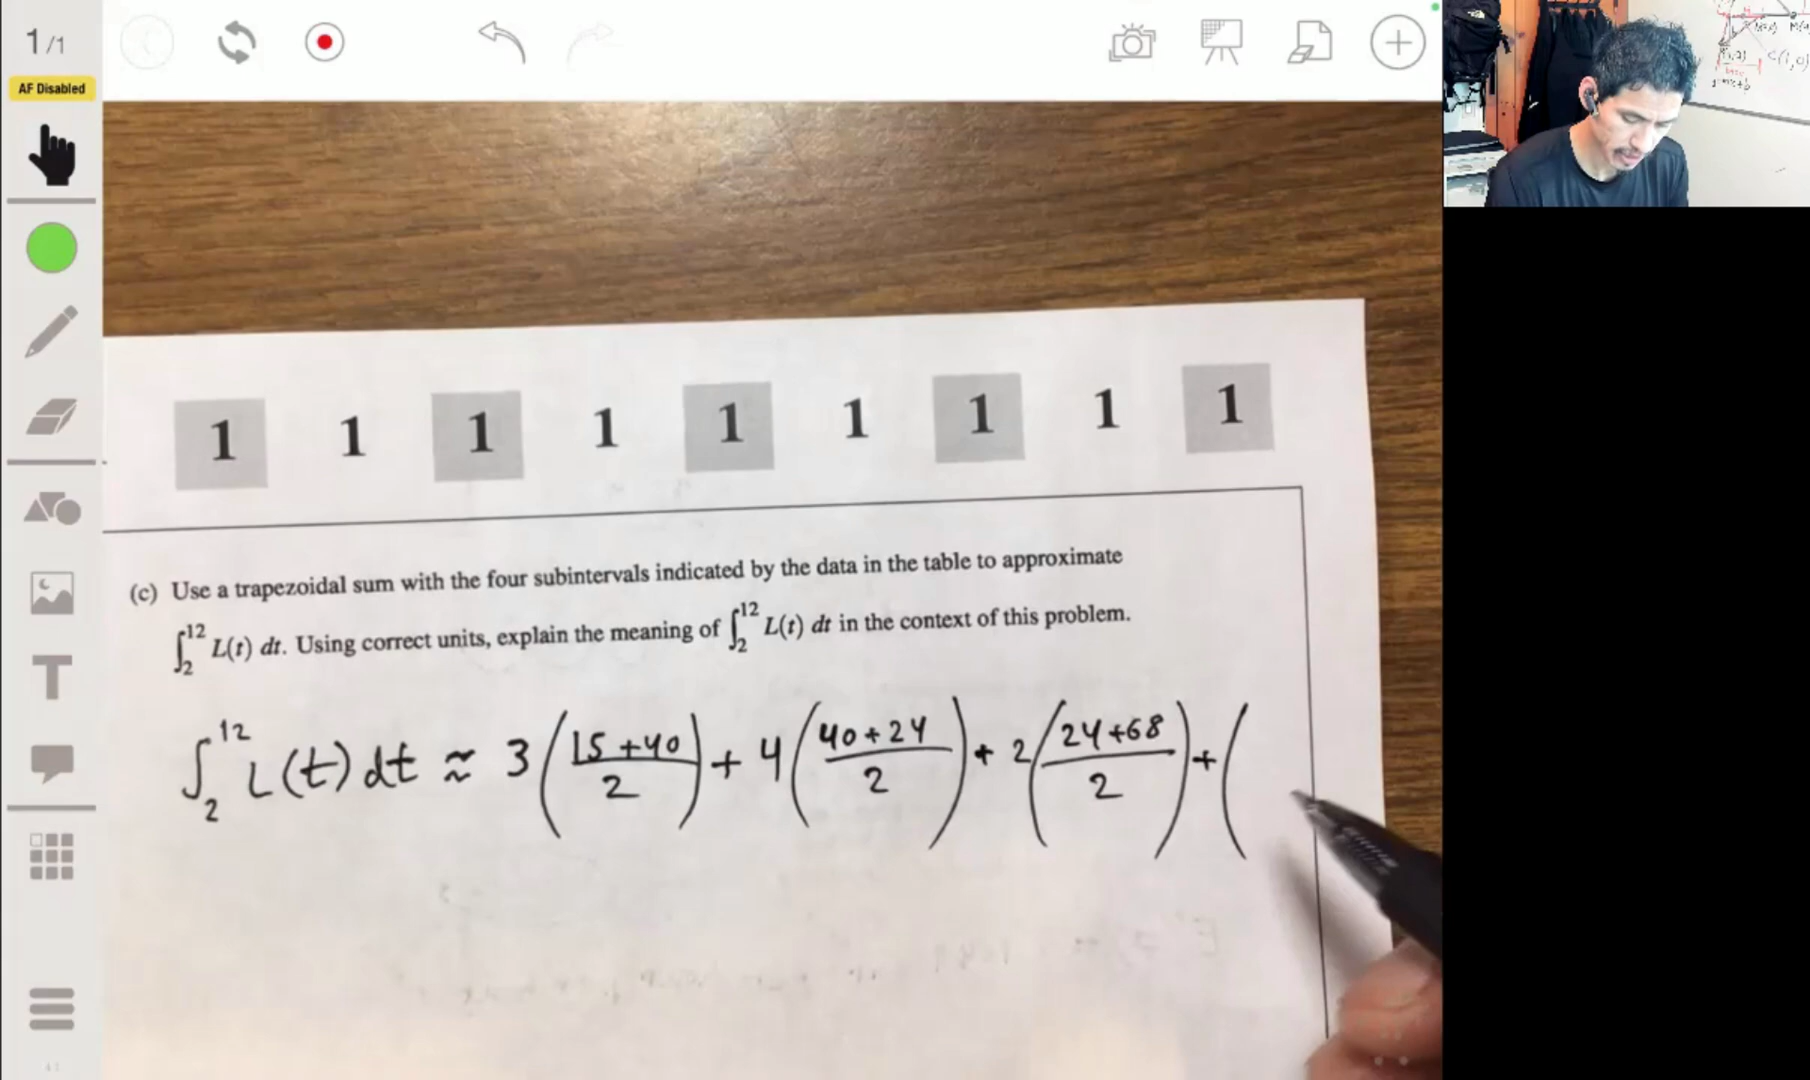 1/1
AF Disabled
1 1 1 1 1 1 1 1 1
(c) Use a trapezoidal sum with the four subintervals indicated by the data in the table to approximate
∫₂¹² L(t) dt. Using correct units, explain the meaning of ∫₂¹² L(t) dt in the context of this problem.
∫₂¹² L(t) dt ≈ 3((15+40)/2) + 4((40+24)/2) + 2((24+68)/2) + (
T
C(1,0)